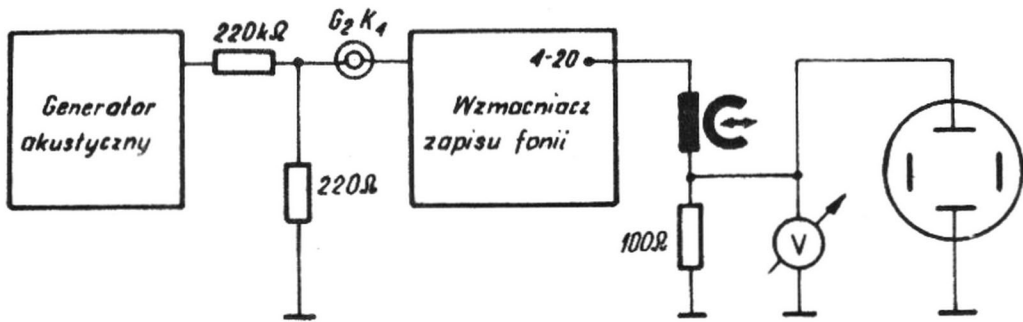 Generator
akustyczny
220kΩ
G2 K4
220Ω
Wzmacniacz
zapisu fonii
4-20
100Ω
V